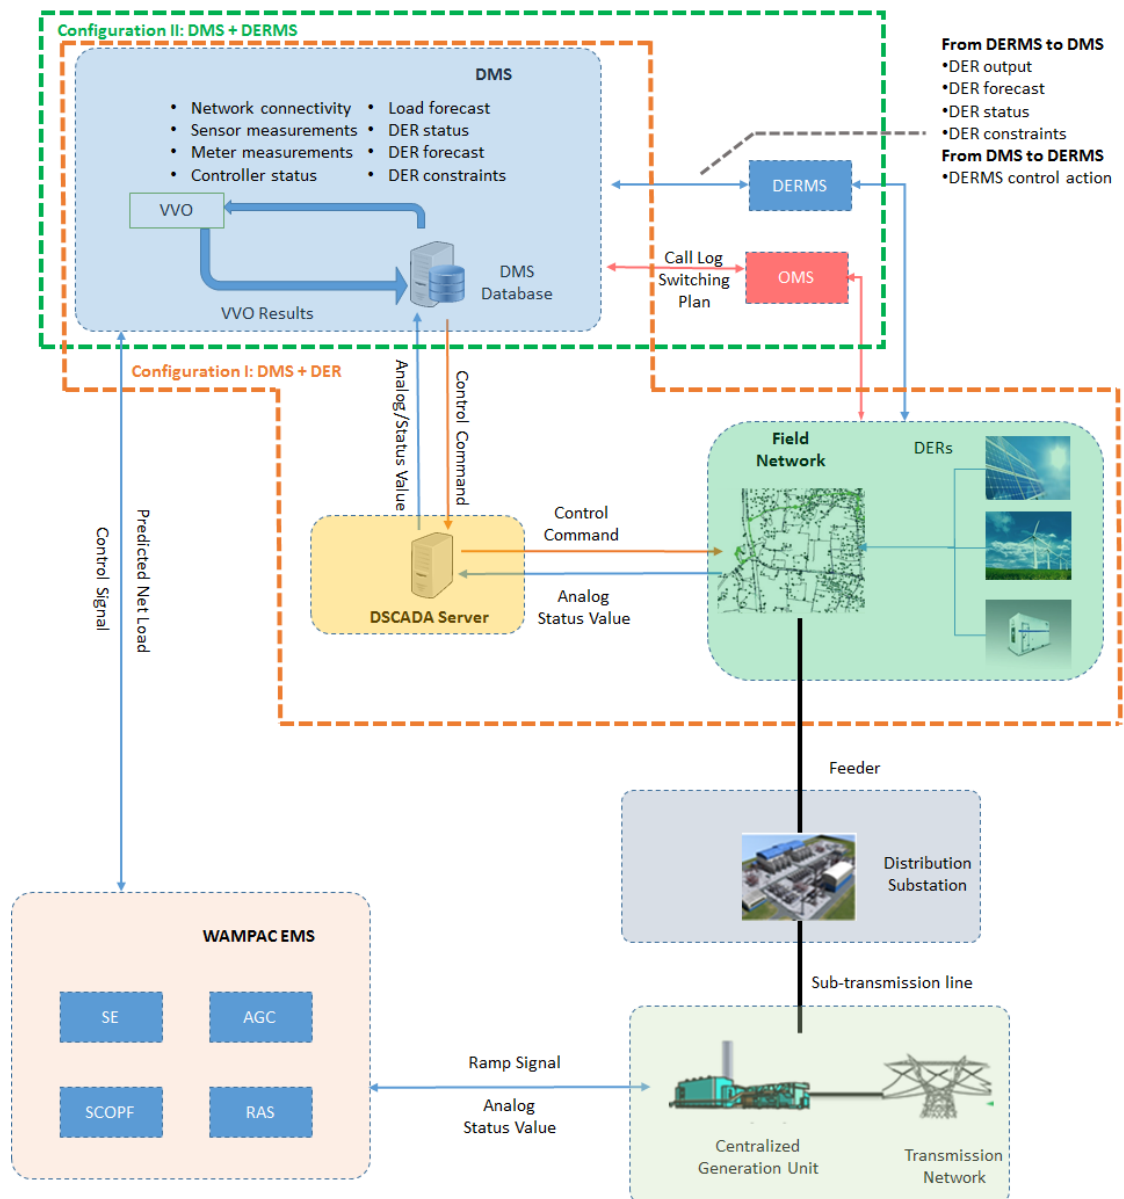 Configuration II: DMS + DERMS
DMS
• Network connectivity
• Sensor measurements
• Meter measurements
• Controller status
• Load forecast
• DER status
• DER forecast
• DER constraints
VVO
DMS
Database
VVO Results
From DERMS to DMS
•DER output
•DER forecast
•DER status
•DER constraints
From DMS to DERMS
•DERMS control action
DERMS
Call Log
Switching
Plan
OMS
Configuration I: DMS + DER
Analog/Status Value
Control Command
Field
Network
DERs
Control
Command
Analog
Status Value
DSCADA Server
Predicted Net Load
Control Signal
Feeder
Distribution
Substation
Sub-transmission line
WAMPAC EMS
SE
AGC
SCOPF
RAS
Ramp Signal
Analog
Status Value
Centralized
Generation Unit
Transmission
Network